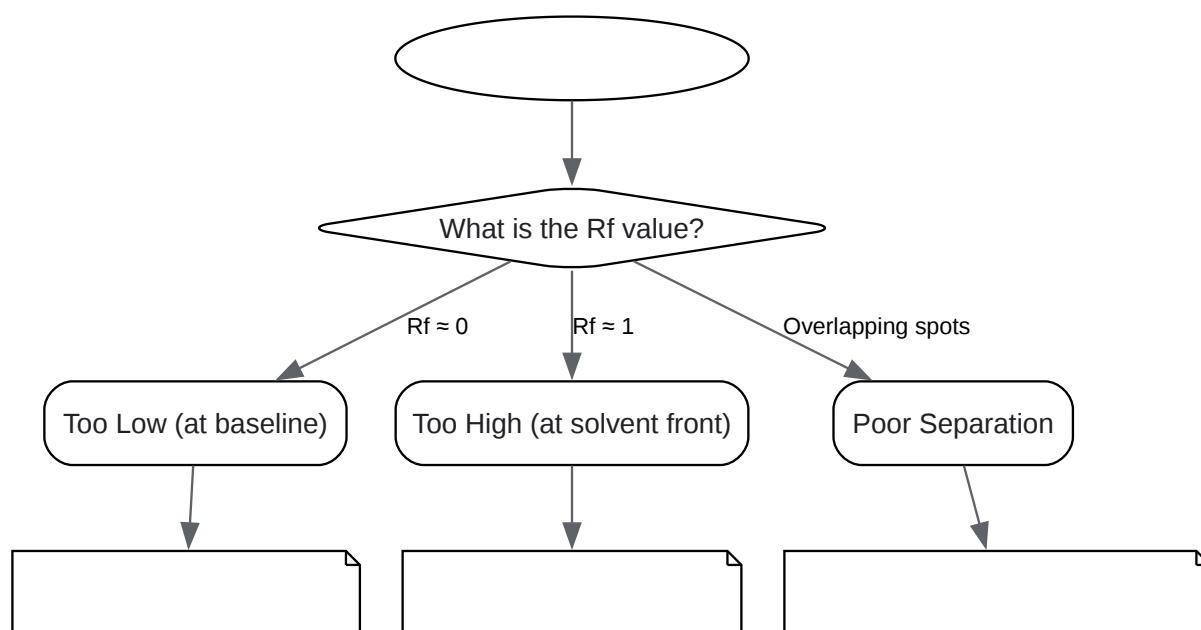 What is the Rf value?
Rf ≈ 0
Rf ≈ 1
Overlapping spots
Too Low (at baseline)
Too High (at solvent front)
Poor Separation